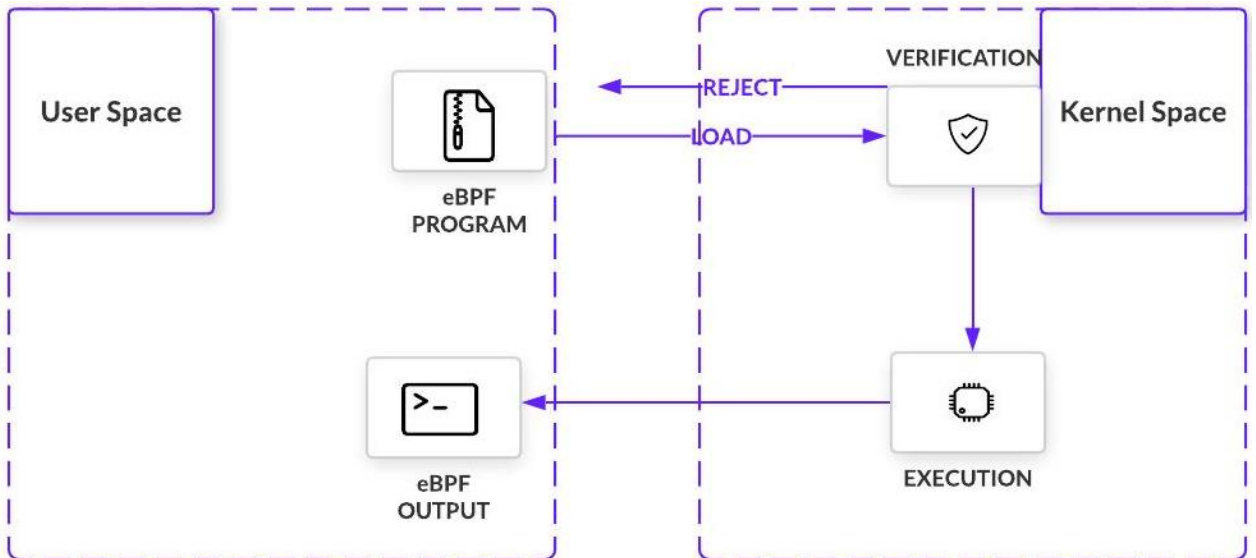 User Space
eBPF
PROGRAM
REJECT
LOAD
VERIFICATION
Kernel Space
>_
eBPF
OUTPUT
EXECUTION